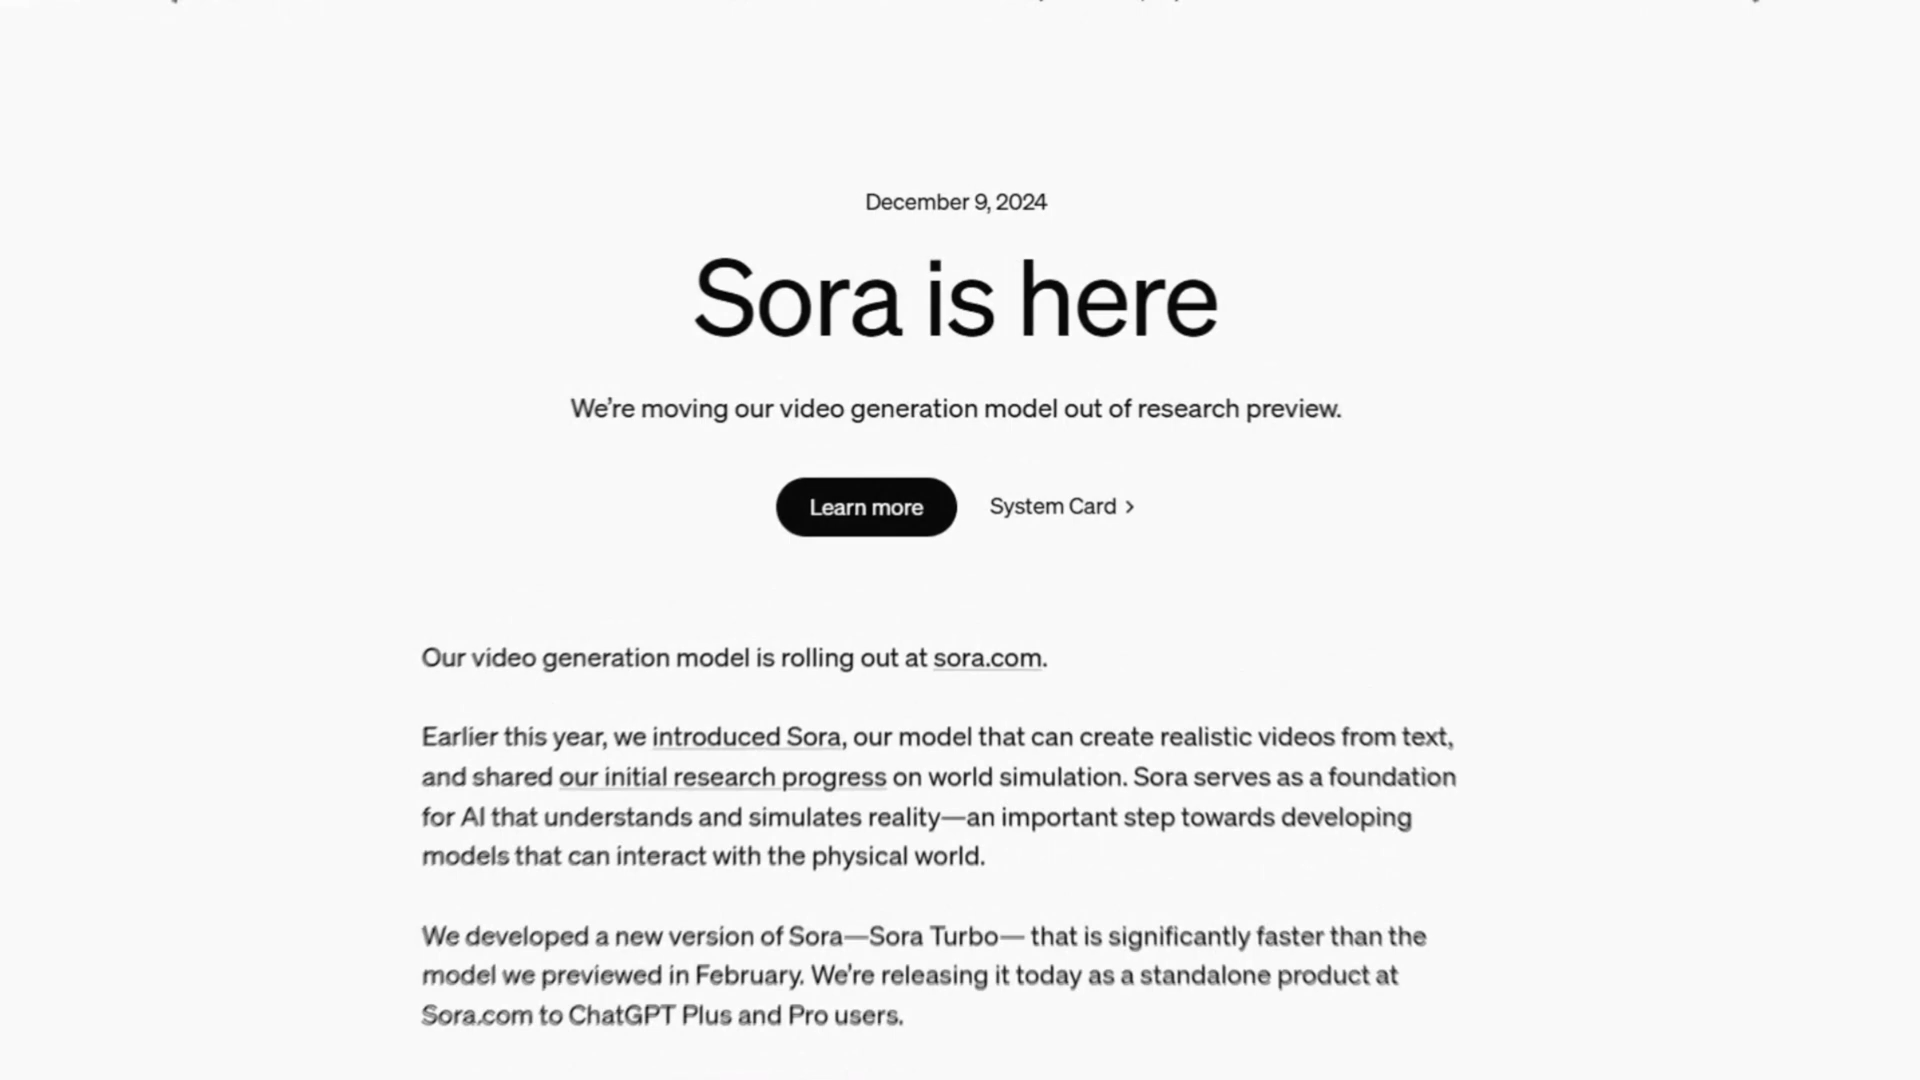 December 9, 2024
Sora is here
We’re moving our video generation model out of research preview.
Learn more
System Card >
Our video generation model is rolling out at sora.com.
Earlier this year, we introduced Sora, our model that can create realistic videos from text,
and shared our initial research progress on world simulation. Sora serves as a foundation
for AI that understands and simulates reality—an important step towards developing
models that can interact with the physical world.
We developed a new version of Sora—Sora Turbo— that is significantly faster than the
model we previewed in February. We’re releasing it today as a standalone product at
Sora.com to ChatGPT Plus and Pro users.